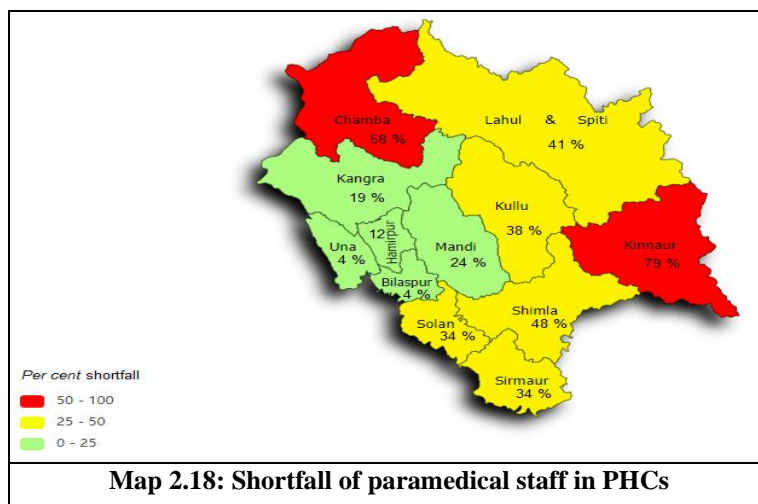 Chamba
58 %
Lahul & Spiti
41 %
Kangra
19 %
Kullu
38 %
Kinnaur
79 %
Una
4 %
12
Hamirpur
Mandi
24 %
Bilaspur
4 %
Shimla
48 %
Solan
34 %
Sirmaur
34 %
Per cent shortfall
50 - 100
25 - 50
0 - 25
Map 2.18: Shortfall of paramedical staff in PHCs